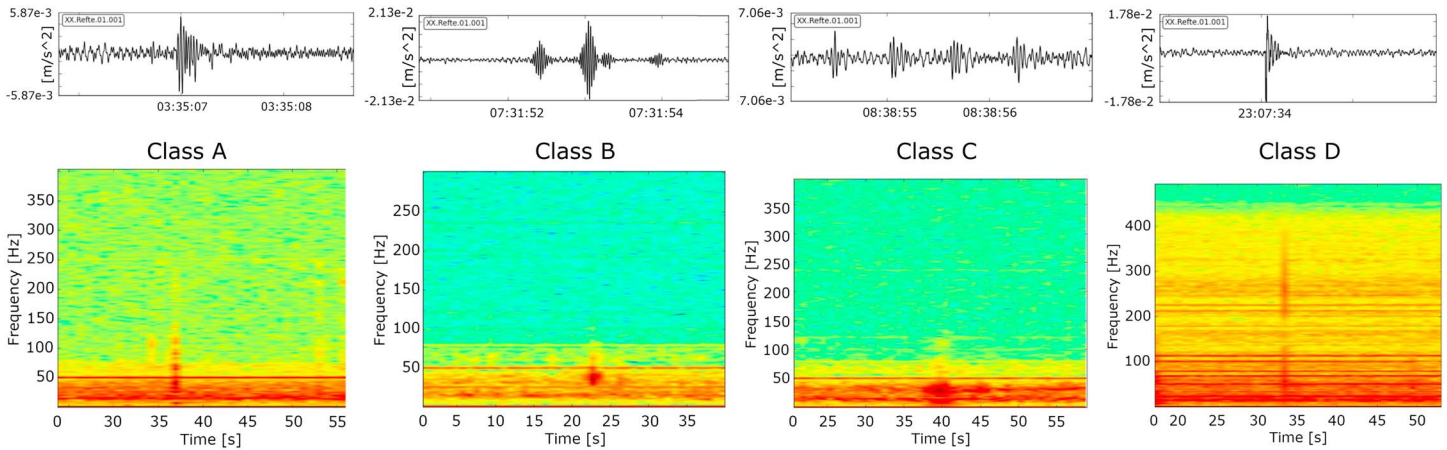 5.87e-3
[m/s^2]
-5.87e-3
XX.Refte.01.001
03:35:07
03:35:08
2.13e-2
[m/s^2]
-2.13e-2
XX.Refte.01.001
07:31:52
07:31:54
7.06e-3
[m/s^2]
7.06e-3
XX.Refte.01.001
08:38:55
08:38:56
1.78e-2
[m/s^2]
-1.78e-2
XX.Refte.01.001
23:07:34
Class A
Frequency [Hz]
350
300
250
200
150
100
50
0
30
35
40
45
50
55
Time [s]
Class B
Frequency [Hz]
250
200
150
100
50
0
5
10
15
20
25
30
35
Time [s]
Class C
Frequency [Hz]
350
300
250
200
150
100
50
0
25
30
35
40
45
50
55
Time [s]
Class D
Frequency [Hz]
400
300
200
100
0
20
25
30
35
40
45
50
Time [s]